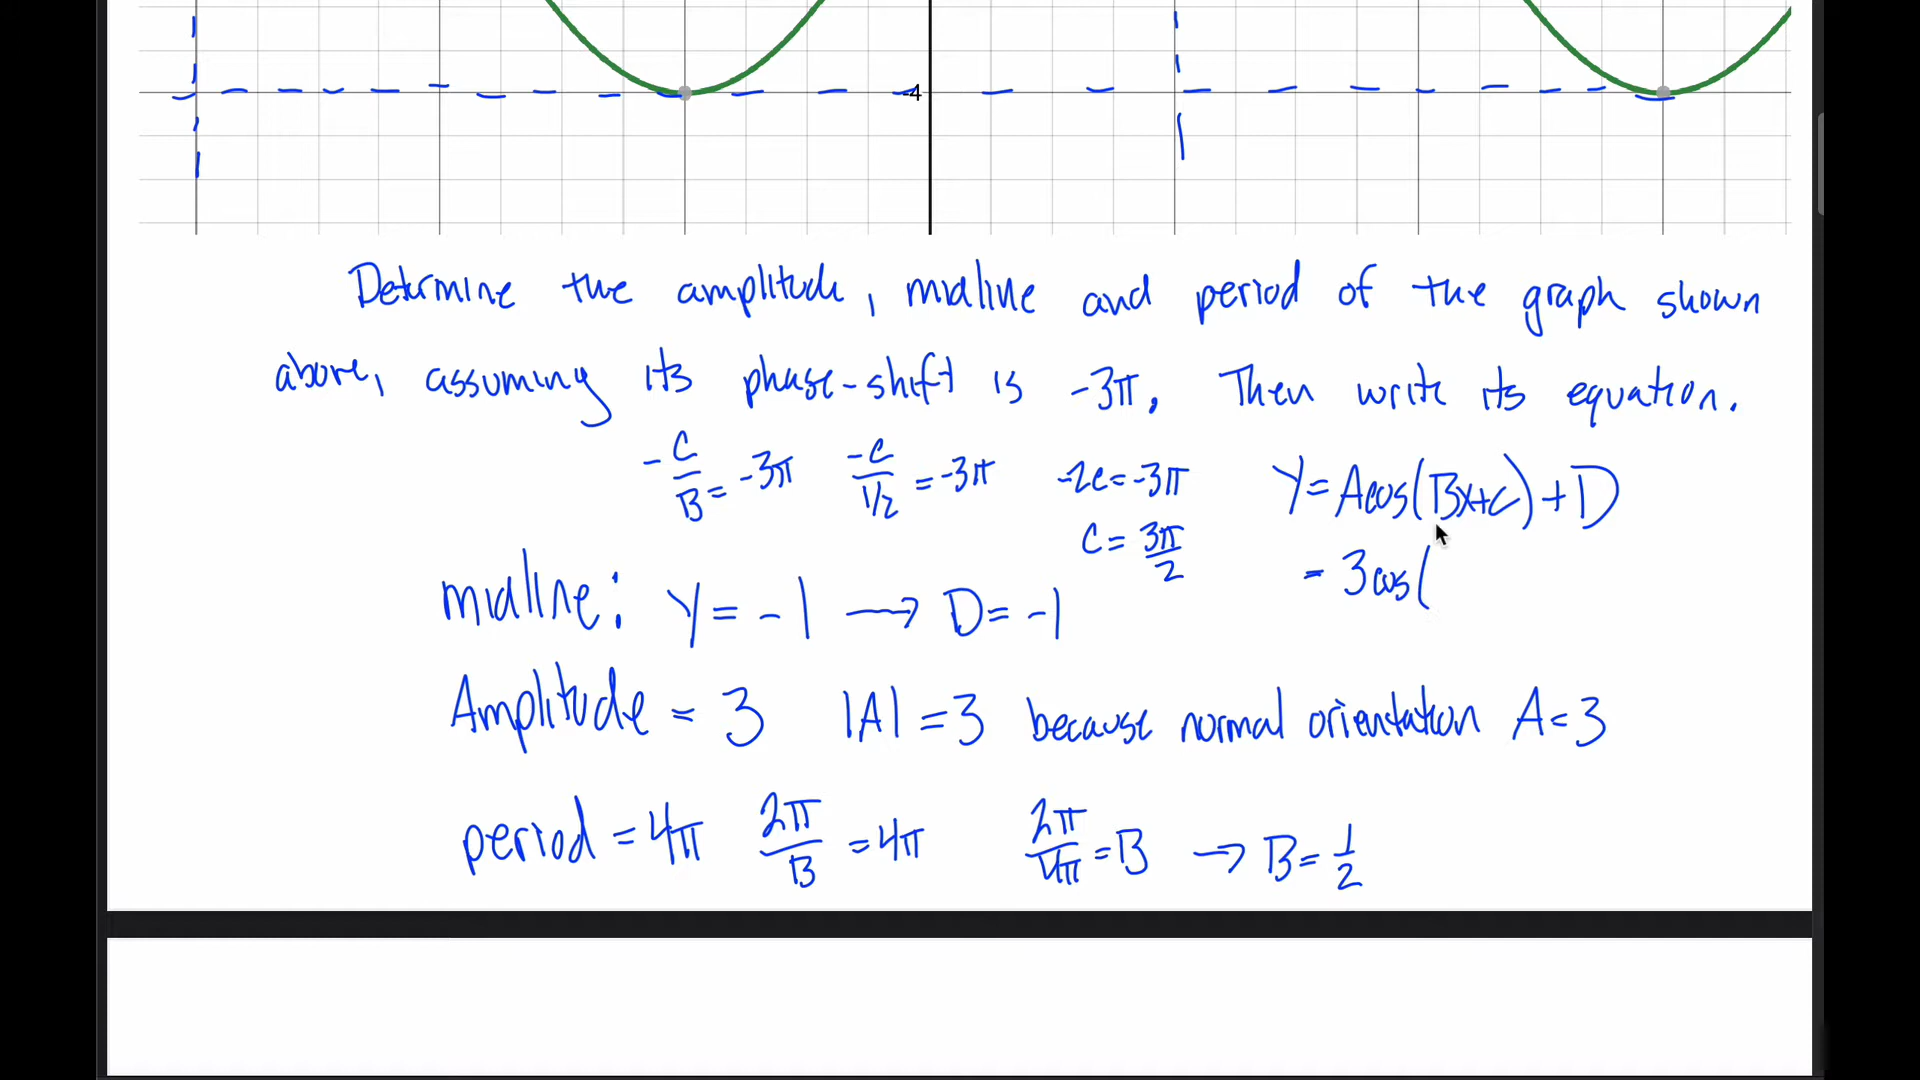 -4
Determine the amplitude, midline and period of the graph shown
above, assuming its phase-shift is -3π. Then write its equation.
-C/B = -3π   -C/1/2 = -3π   -2C = -3π   Y = Acos(Bx+C) + D
C = 3π/2   = 3cos(
midline: Y = -1 → D = -1
Amplitude = 3   |A| = 3 because normal orientation A = 3
period = 4π   2π/B = 4π   2π/4π = B → B = 1/2